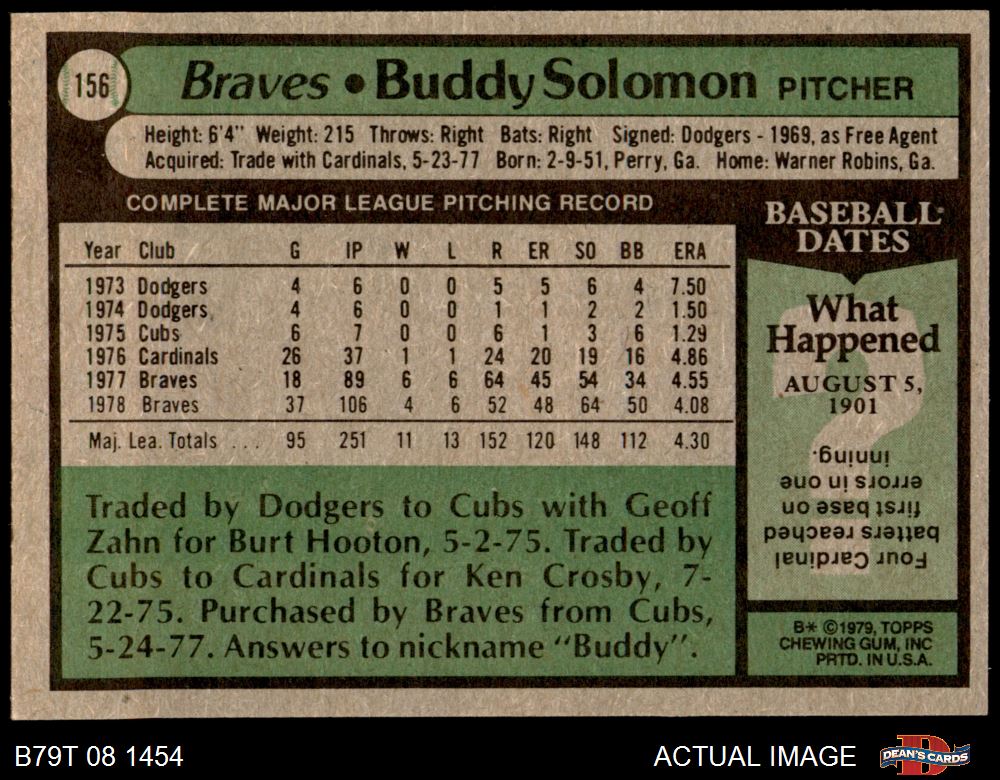 156 Braves • Buddy Solomon PITCHER
Height: 6'4" Weight: 215 Throws: Right Bats: Right Signed: Dodgers - 1969, as Free Agent
Acquired: Trade with Cardinals, 5-23-77 Born: 2-9-51, Perry, Ga. Home: Warner Robins, Ga.
COMPLETE MAJOR LEAGUE PITCHING RECORD
Year Club G IP W L R ER SO BB ERA
1973 Dodgers 4 6 0 0 5 5 6 4 7.50
1974 Dodgers 4 6 0 0 1 1 2 2 1.50
1975 Cubs 6 7 0 0 6 1 3 6 1.29
1976 Cardinals 26 37 1 1 24 20 19 16 4.86
1977 Braves 18 89 6 6 64 45 54 34 4.55
1978 Braves 37 106 4 6 52 48 64 50 4.08
Maj. Lea. Totals ... 95 251 11 13 152 120 148 112 4.30
Traded by Dodgers to Cubs with Geoff
Zahn for Burt Hooton, 5-2-75. Traded by
Cubs to Cardinals for Ken Crosby, 7-
22-75. Purchased by Braves from Cubs,
5-24-77. Answers to nickname "Buddy".
BASEBALL
DATES
What
Happened
AUGUST 5,
1901
Four Cardinal
batters reached
first base on
errors in one
inning.
B* ©1979, TOPPS
CHEWING GUM, INC
PRTD. IN U.S.A.
B79T 08 1454
ACTUAL IMAGE
DEAN'S CARDS